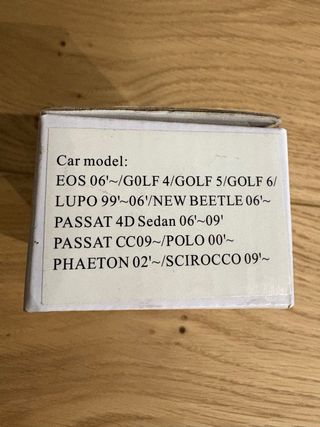 Car model:
EOS 06'~/GOLF 4/GOLF 5/GOLF 6/
LUPO 99'~06'/NEW BEETLE 06'~
PASSAT 4D Sedan 06'~09'
PASSAT CC09~/POLO 00'~
PHAETON 02'~/SCIROCCO 09'~